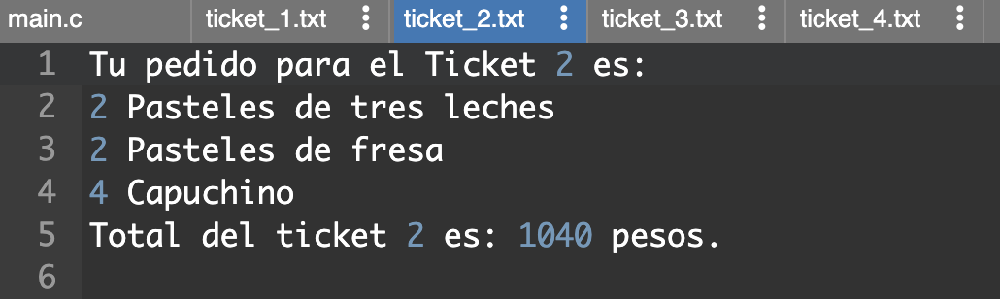 main.c ticket_1.txt ticket_2.txt ticket_3.txt ticket_4.txt
1 Tu pedido para el Ticket 2 es:
2 2 Pasteles de tres leches
3 2 Pasteles de fresa
4 4 Capuchino
5 Total del ticket 2 es: 1040 pesos.
6